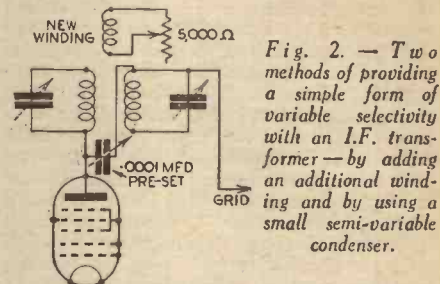 NEW
WINDING
5,000 Ω
.0001 MFD
PRE-SET
GRID
Fig. 2. — Two
methods of providing
a simple form of
variable selectivity
with an I.F. trans-
former — by adding
an additional wind-
ing and by using a
small semi-variable
condenser.